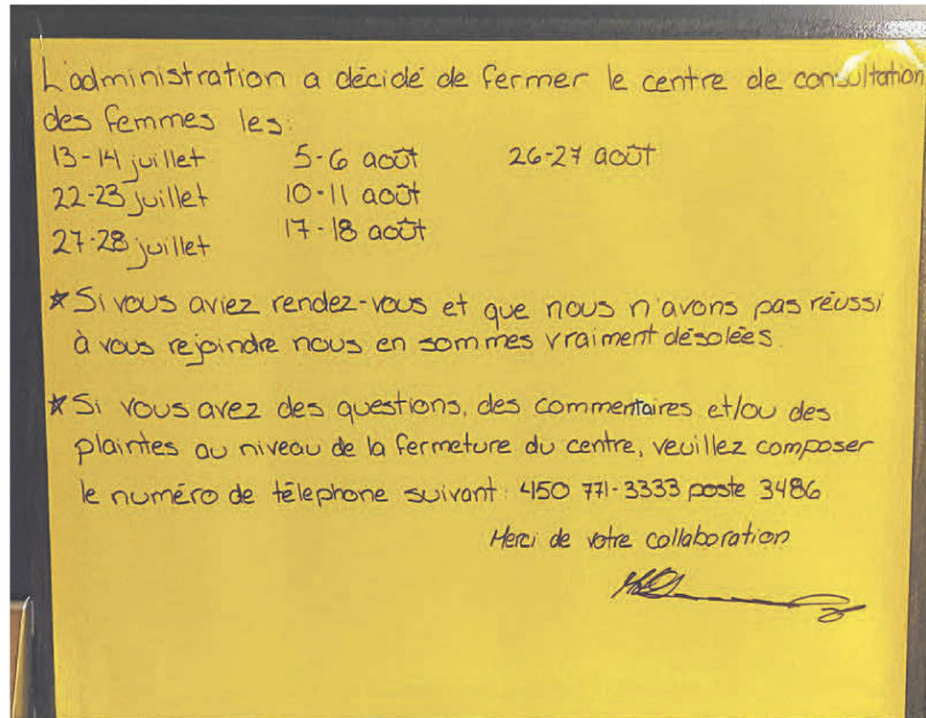 L'administration a décidé de fermer le centre de consultation
des femmes les:
13-14 juillet 5-6 août 26-27 août
22-23 juillet 10-11 août
27-28 juillet 17-18 août
* Si vous aviez rendez-vous et que nous n'avons pas réussi
à vous rejoindre nous en sommes vraiment désolées.
* Si vous avez des questions, des commentaires et/ou des
plaintes au niveau de la fermeture du centre, veuillez composer
le numéro de télephone suivant: 450 771-3333 poste 3486
Merci de votre collaboration